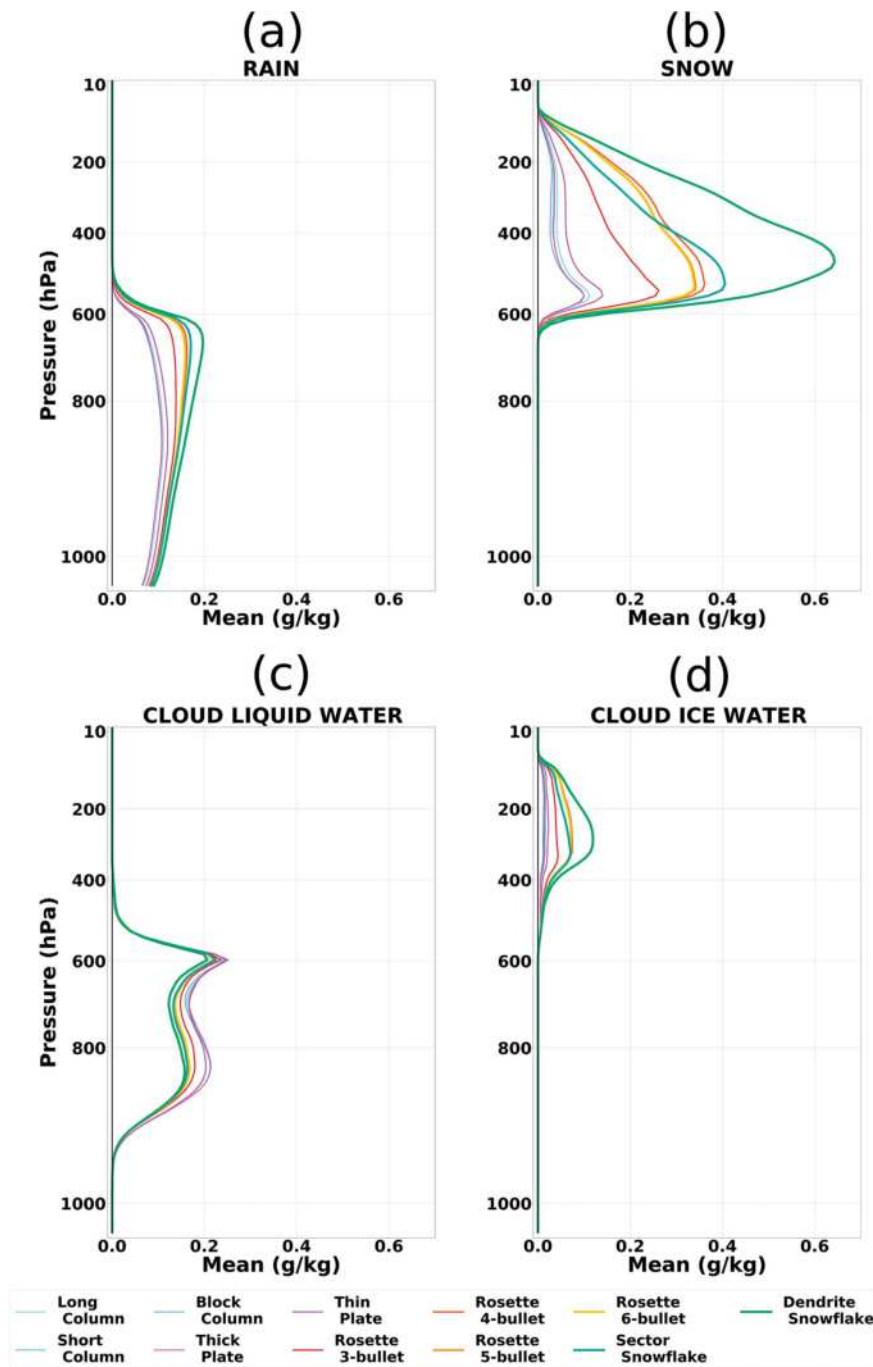 (a)
RAIN
(b)
SNOW
10
200
400
600
800
1000
Pressure (hPa)
0.0 0.2 0.4 0.6
Mean (g/kg)
10
200
400
600
800
1000
0.0 0.2 0.4 0.6
Mean (g/kg)
(c)
CLOUD LIQUID WATER
(d)
CLOUD ICE WATER
10
200
400
600
800
1000
Pressure (hPa)
0.0 0.2 0.4 0.6
Mean (g/kg)
10
200
400
600
800
1000
0.0 0.2 0.4 0.6
Mean (g/kg)
Long
Column
Short
Column
Block
Column
Thick
Plate
Thin
Plate
Rosette
3-bullet
Rosette
4-bullet
Rosette
5-bullet
Rosette
6-bullet
Sector
Snowflake
Dendrite
Snowflake